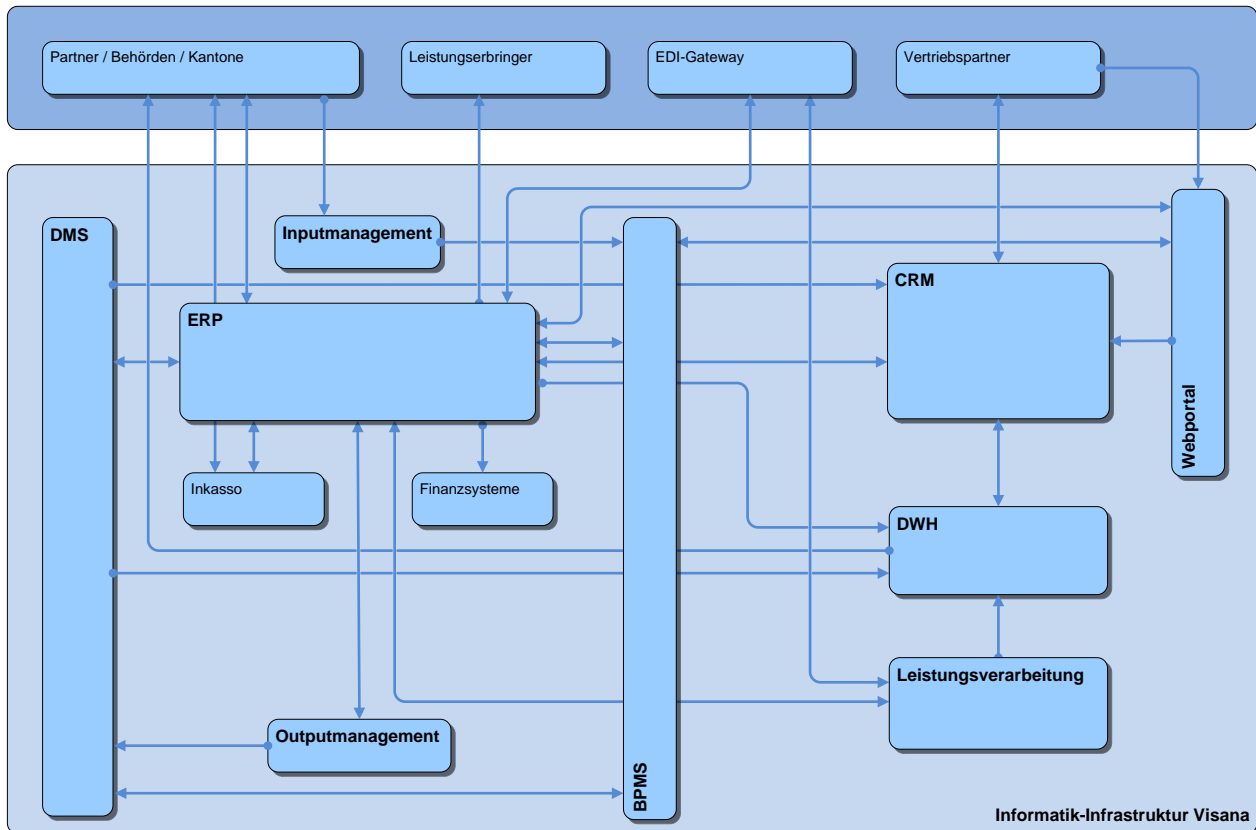 Partner / Behörden / Kantone
Leistungserbringer
EDI-Gateway
Vertriebspartner
DMS
Inputmanagement
ERP
CRM
Webportal
Inkasso
Finanzsysteme
DWH
Leistungsverarbeitung
Outputmanagement
BPMS
Informatik-Infrastruktur Visana